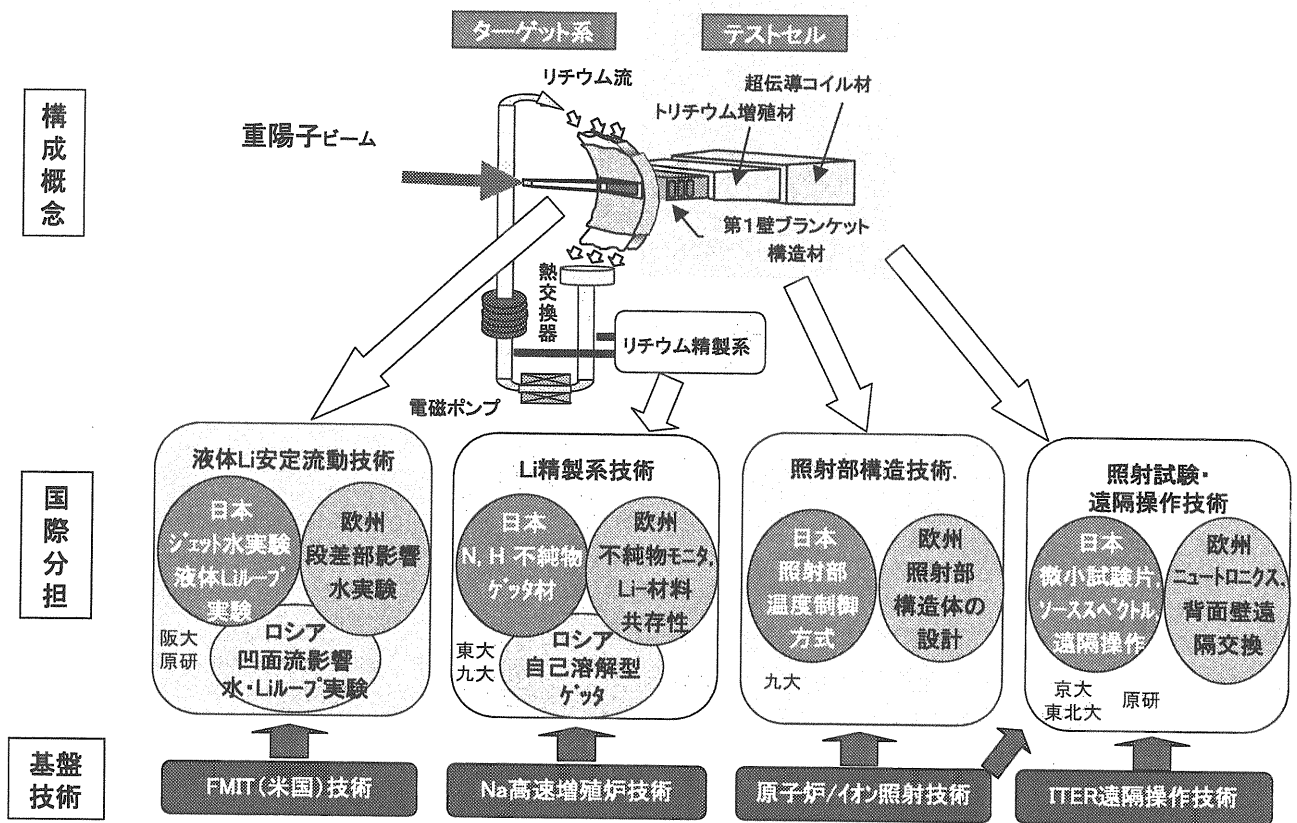 ターゲット系
テストセル
構成概念
リチウム流
超伝導コイル材
トリチウム増殖材
重陽子ビーム
第1壁ブランケット
構造材
熱交換器
リチウム精製系
電磁ポンプ
国際分担
液体Li安定流動技術
日本
ジェット水実験
液体Liループ
実験
欧州
段差部影響
水実験
ロシア
凹面流影響
水・Liループ実験
阪大
原研
Li精製系技術
日本
N, H 不純物
ゲッタ材
欧州
不純物モニタ,
Li-材料
共存性
ロシア
自己溶解型
ゲッタ
東大
九大
照射部構造技術.
日本
照射部
温度制御
方式
欧州
照射部
構造体の
設計
九大
照射試験・
遠隔操作技術
日本
微小試験片,
ソーススペクトル,
遠隔操作
欧州
ニュートロニクス,
背面壁遠
隔交換
京大
東北大
原研
基盤
技術
FMIT(米国)技術
Na高速増殖炉技術
原子炉/イオン照射技術
ITER遠隔操作技術